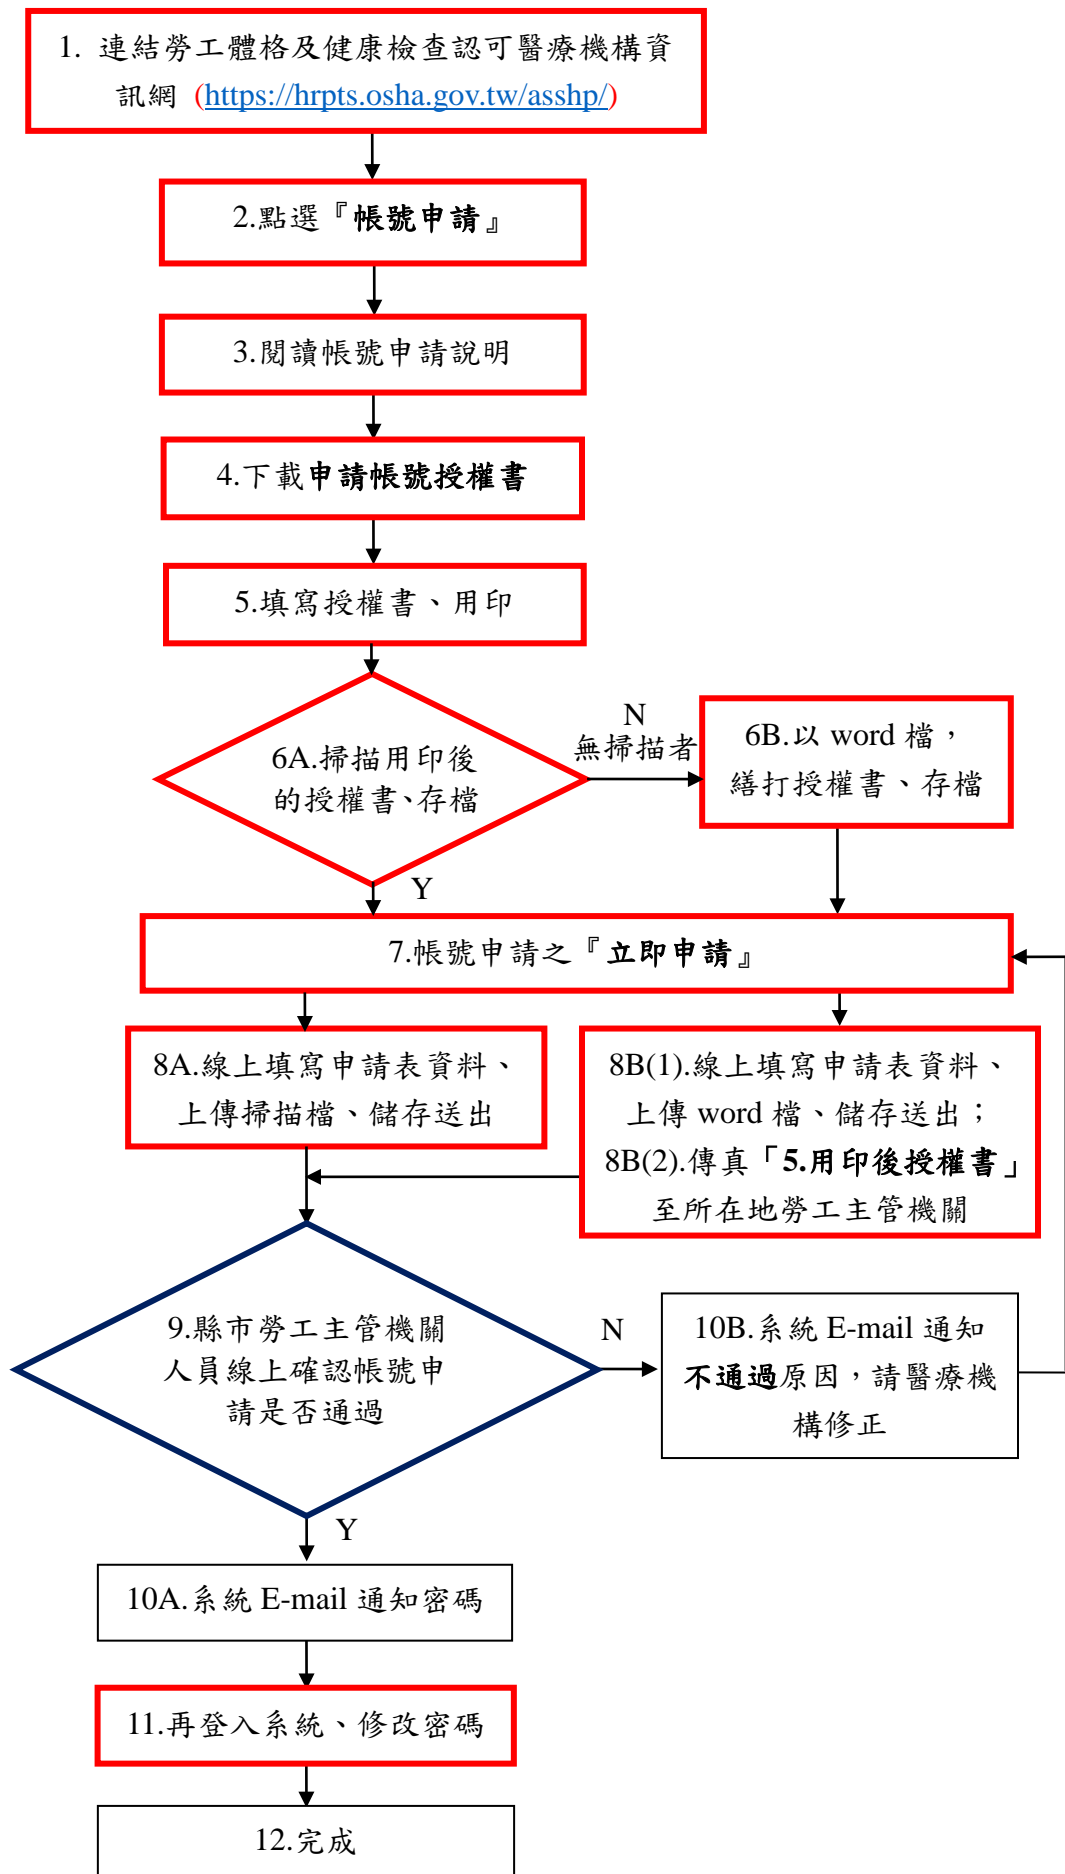 1. 連結勞工體格及健康檢查認可醫療機構資
訊網 (https://hrpts.osha.gov.tw/asshp/)
2.點選『帳號申請』
3.閱讀帳號申請說明
4.下載申請帳號授權書
5.填寫授權書、用印
6A.掃描用印後
的授權書、存檔
N
無掃描者
6B.以 word 檔，
繕打授權書、存檔
Y
7.帳號申請之『立即申請』
8A.線上填寫申請表資料、
上傳掃描檔、儲存送出
8B(1).線上填寫申請表資料、
上傳 word 檔、儲存送出；
8B(2).傳真「5.用印後授權書」
至所在地勞工主管機關
9.縣市勞工主管機關
人員線上確認帳號申
請是否通過
N
10B.系統 E-mail 通知
不通過原因，請醫療機
構修正
Y
10A.系統 E-mail 通知密碼
11.再登入系統、修改密碼
12.完成